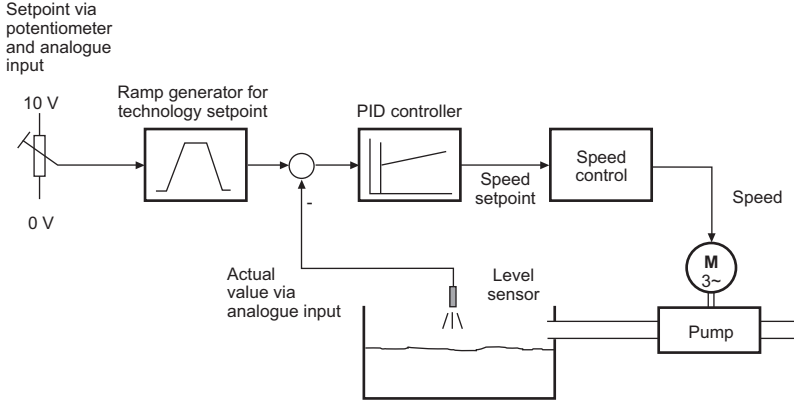 Setpoint via
potentiometer
and analogue
input
10 V
0 V
Ramp generator for
technology setpoint
PID controller
Speed
setpoint
Speed
control
Speed
M
3~
Pump
-
Actual
value via
analogue input
Level
sensor